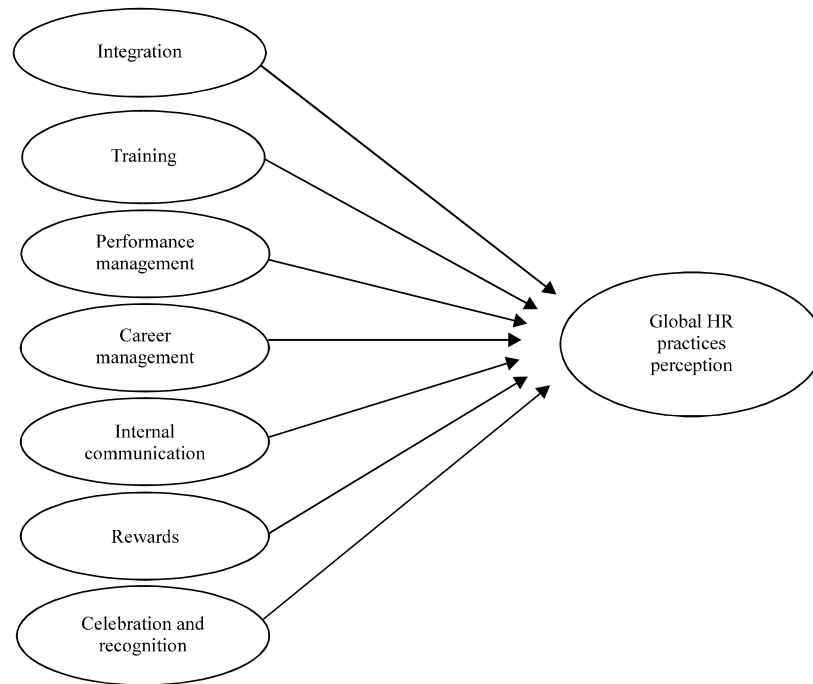 Integration
Training
Performance
management
Career
management
Internal
communication
Rewards
Celebration and
recognition
Global HR
practices
perception